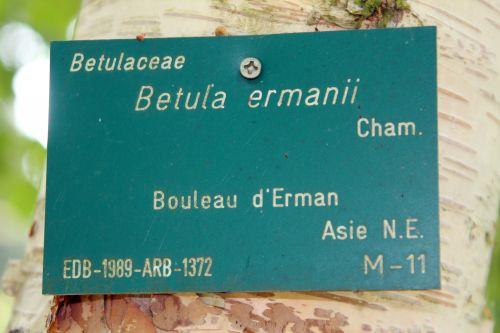 Betulaceae
Betula ermanii
Cham.
Bouleau d'Erman
Asie N.E.
EDB-1989-ARB-1372 M-11